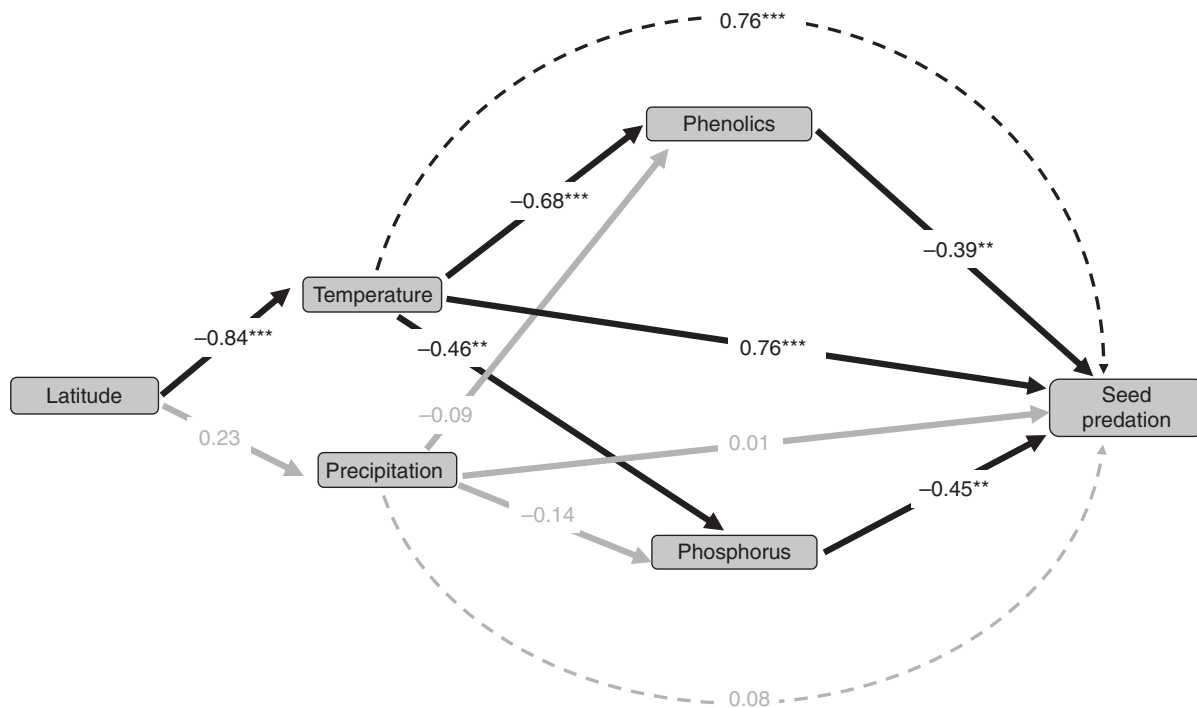 0.76***
Phenolics
–0.68***
–0.39**
Temperature
–0.84***
–0.46**
0.76***
Latitude
Seed
predation
–0.09
0.23
0.01
Precipitation
–0.45**
–0.14
Phosphorus
0.08